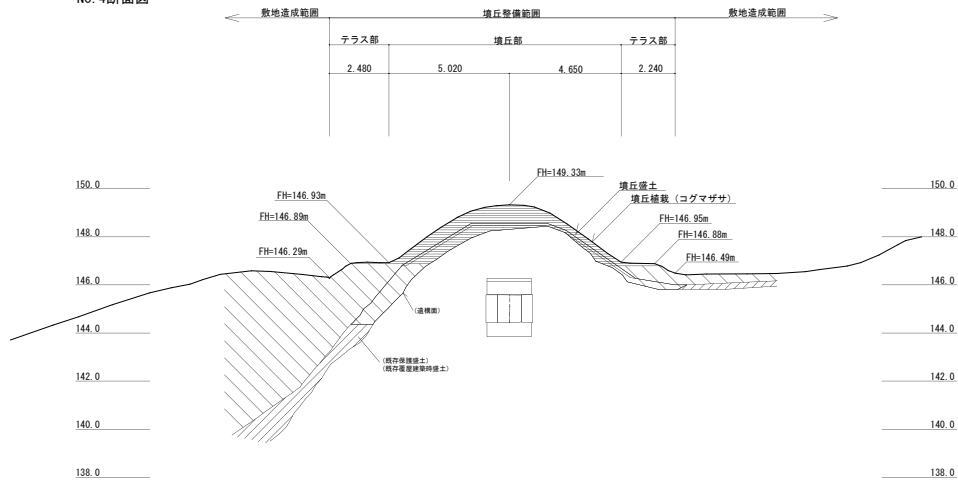 No.4断面図
敷地造成範囲
墳丘整備範囲
敷地造成範囲
テラス部
墳丘部
テラス部
2.480
5.020
4.650
2.240
FH=149.33m
墳丘盛土
墳丘植栽(コグマザサ)
150.0
150.0
FH=146.93m
FH=146.95m
FH=146.89m
148.0
FH=146.88m
148.0
FH=146.29m
FH=146.49m
146.0
146.0
(遺構面)
144.0
144.0
(既存保護盛土)
(既存覆屋建築時盛土)
142.0
142.0
140.0
140.0
138.0
138.0